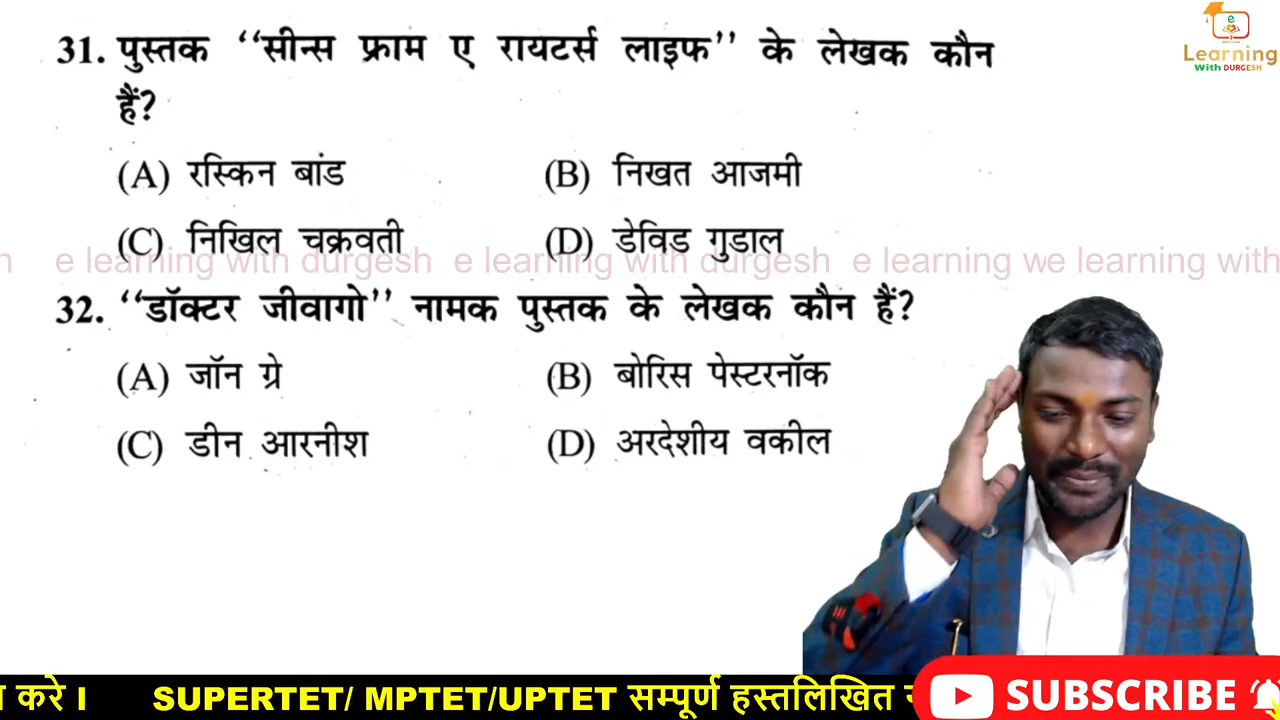 31. पुस्तक “सीन्स फ्राम ए रायटर्स लाइफ” के लेखक कौन
हैं?
(A) रस्किन बांड (B) निखत आजमी
(C) निखिल चक्रवती (D) डेविड गुडाल
e learning with durgesh e learning with durgesh e learning we learning with
32. “डॉक्टर जीवागो” नामक पुस्तक के लेखक कौन हैं?
(A) जॉन ग्रे (B) बोरिस पेस्टरनॉक
(C) डीन आरनीश (D) अरदेशीय वकील
e
Learning
With DURGESH
करे I SUPERTET/ MPTET/UPTET सम्पूर्ण हस्तलिखित
SUBSCRIBE